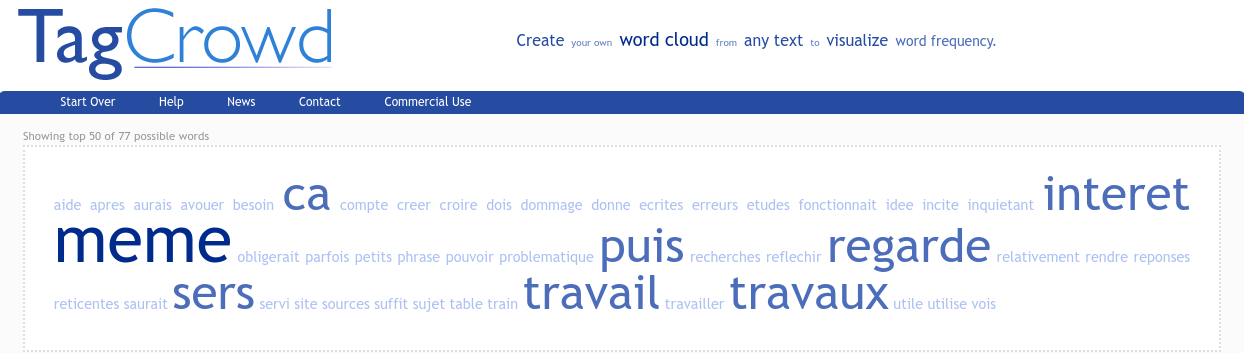 TagCrowd
Create your own word cloud from any text to visualize word frequency.
Start Over Help News Contact Commercial Use
Showing top 50 of 77 possible words
aide apres aurais avouer besoin ca compte creer croire dois dommage donne ecrites erreurs etudes fonctionnait idee incite inquietant interet
meme obligerait parfois petits phrase pouvoir problematique puis recherches reflechir regarde relativement rendre reponses
reticentes saurait sers servi site sources suffit sujet table train travail travailler travaux utile utilise vois